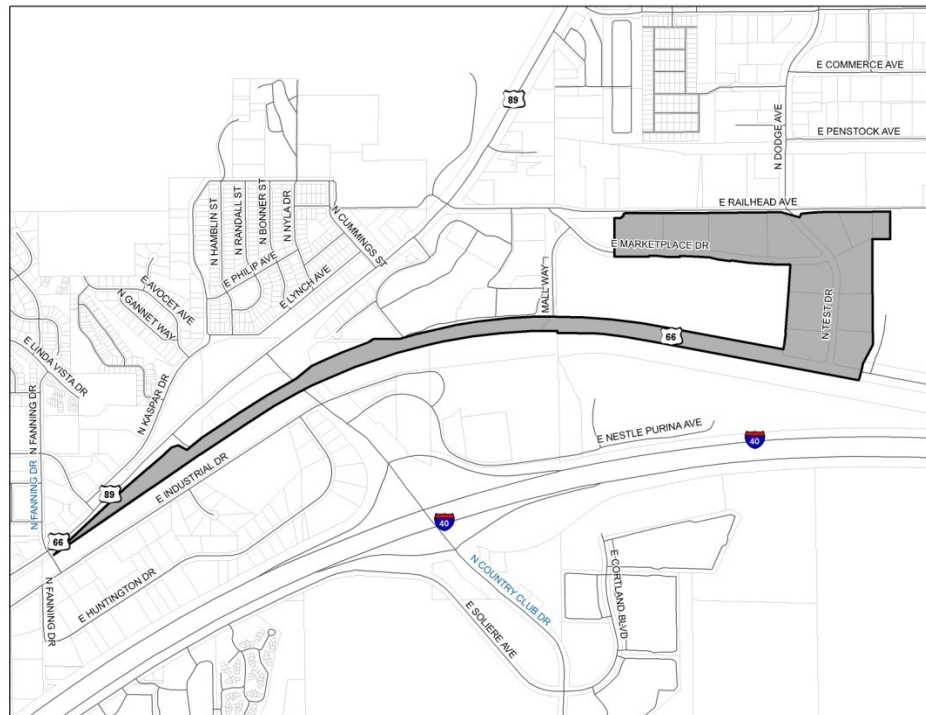 E COMMERCE AVE
89
N DODGE AVE
E PENSTOCK AVE
E RAILHEAD AVE
N HAMBLIN ST
N RANDALL ST
N BONNER ST
N NYLA DR
N CUMMINGS ST
E MARKETPLACE DR
E PHILIP AVE
E LYNCH AVE
E AVOCET AVE
N GANNET WAY
MALL WAY
N TEST DR
66
E LINDA VISTA DR
N KASPAR DR
N FANNING DR
E NESTLE PURINA AVE
40
E INDUSTRIAL DR
N FANNING DR
89
40
66
N FANNING DR
E HUNTINGTON DR
N COUNTRY CLUB DR
E CORTLAND BLVD
E SOLIERE AVE